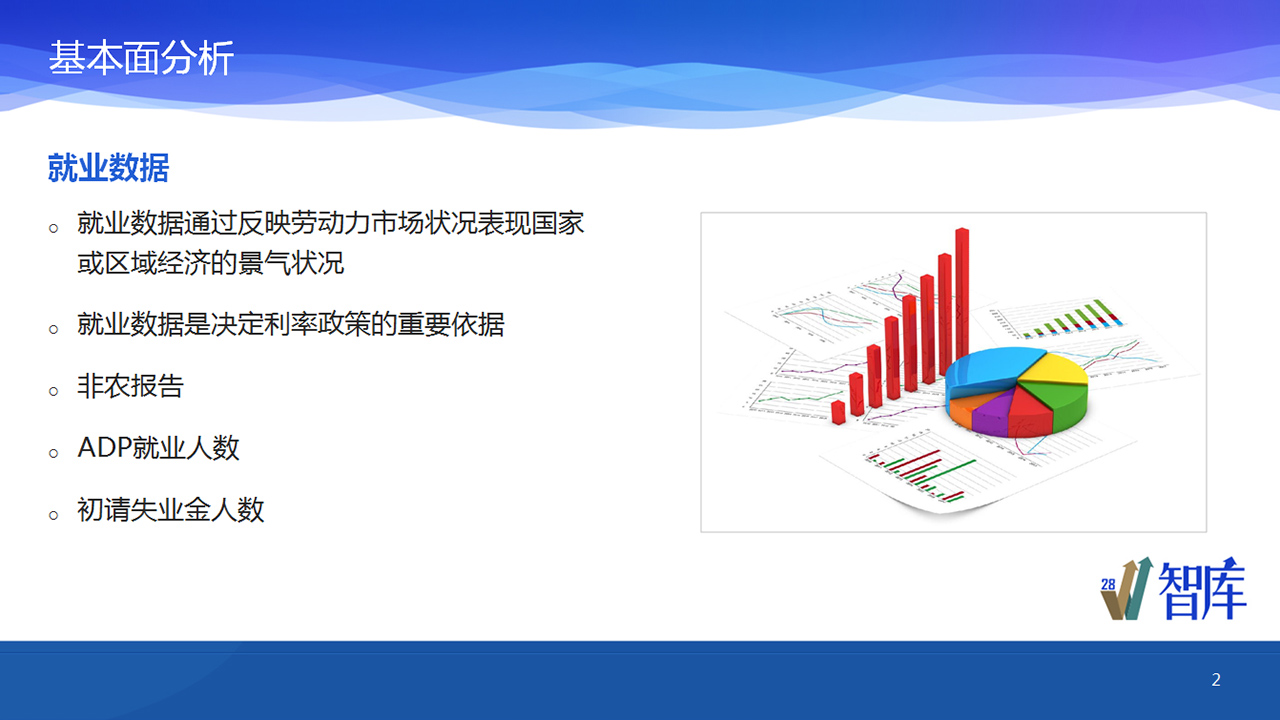 基本面分析
就业数据
就业数据通过反映劳动力市场状况表现国家
或区域经济的景气状况
就业数据是决定利率政策的重要依据
非农报告
ADP就业人数
初请失业金人数
28
智库
2